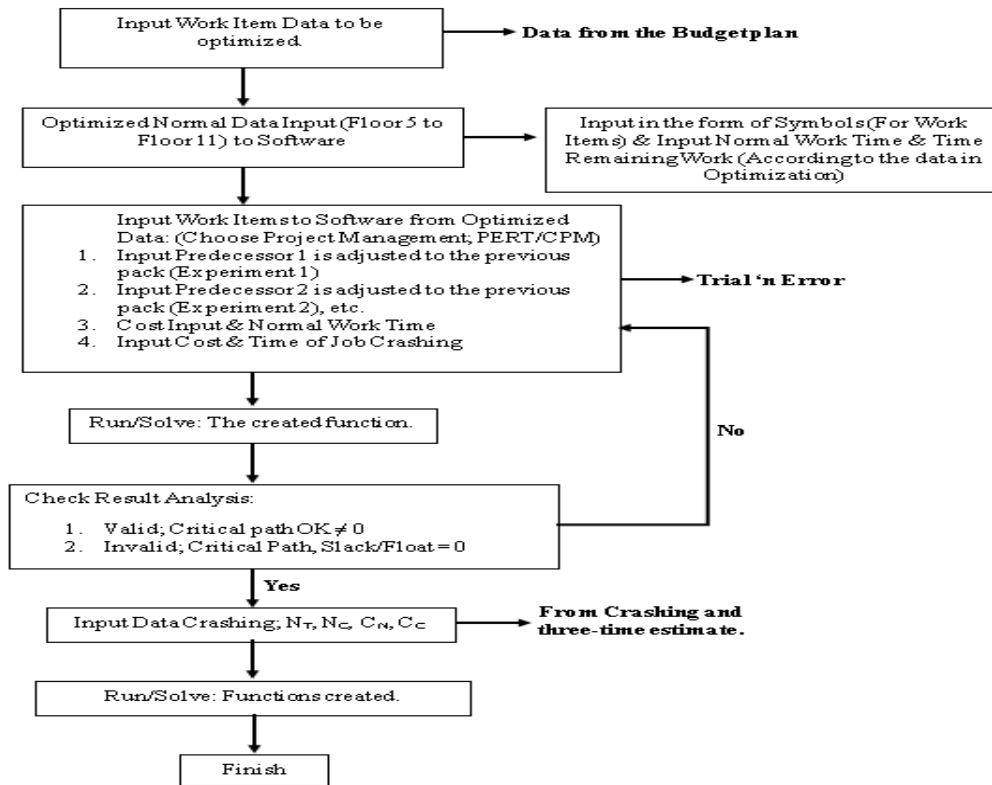 Input Work Item Data to be
optimized.
Data from the Budgetplan
Optimized Normal Data Input (Floor 5 to
Floor 11) to Software
Input in the form of Symbols (For Work
Items) & Input Normal Work Time & Time
Remaining Work (According to the data in
Optimization)
Input Work Items to Software from Optimized
Data: (Choose Project Management; PERT/CPM)
1. Input Predecessor 1 is adjusted to the previous
pack (Experiment 1)
2. Input Predecessor 2 is adjusted to the previous
pack (Experiment 2), etc.
3. Cost Input & Normal Work Time
4. Input Cost & Time of Job Crashing
Trial ‘n Error
Run/Solve: The created function.
No
Check Result Analysis:
1. Valid; Critical path OK ≠ 0
2. Invalid; Critical Path, Slack/Float = 0
Yes
Input Data Crashing; NT, NC, CN, CC
From Crashing and
three-time estimate.
Run/Solve: Functions created.
Finish